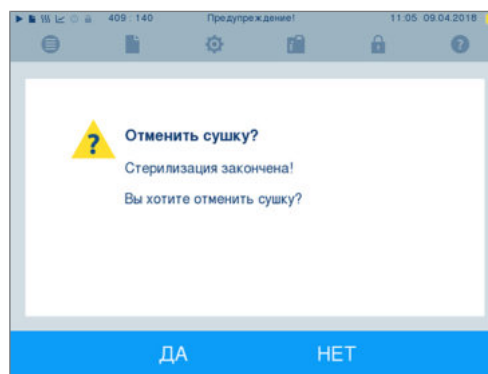 409 : 140 Предупреждение! 11:05 09.04.2018
?
? Отменить сушку?
Стерилизация закончена!
Вы хотите отменить сушку?
ДА НЕТ